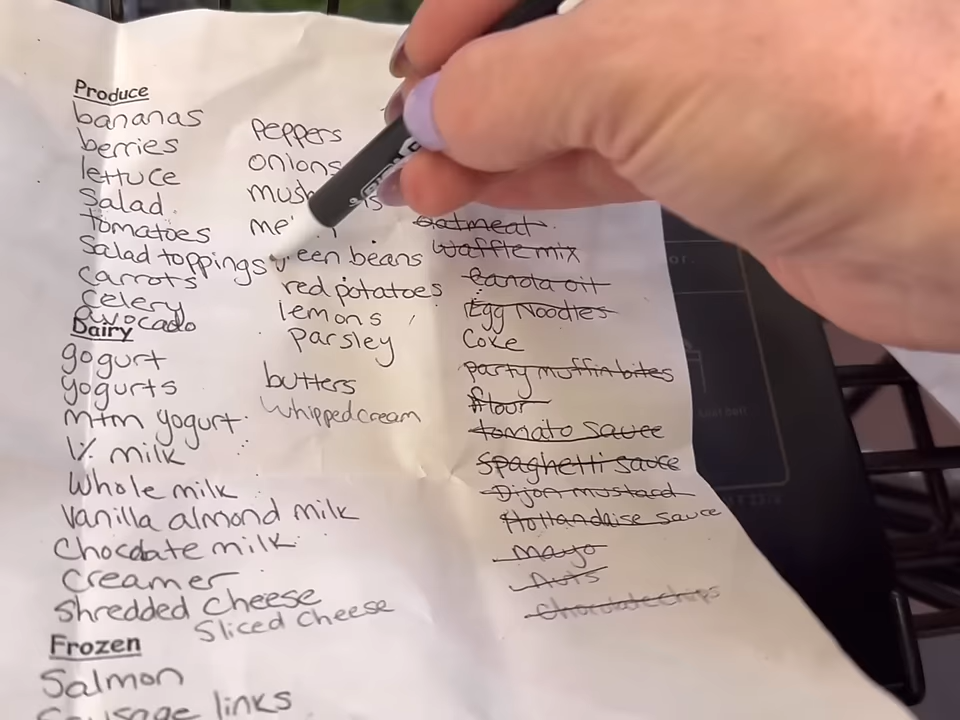 Produce
bananas
berries
lettuce
Salad
tomatoes
Salad toppings
carrots
celery
avocado
peppers
onions
red potatoes
lemons
parsley
Dairy
gogurt
yogurts
mtm yogurt
1% milk
Whole milk
Vanilla almond milk
Chocolate milk
Creamer
Shredded Cheese
Sliced Cheese
butters
Whipped cream
Frozen
Salmon
Sausage links
Oatmeat
Waffle mix
Canola oil
Egg Noodles
Coke
party muffin bites
flour
tomato sauce
Spaghetti sauce
Dijon mustard
Hollandaise sauce
Mayo
Nuts
Chocolate chips